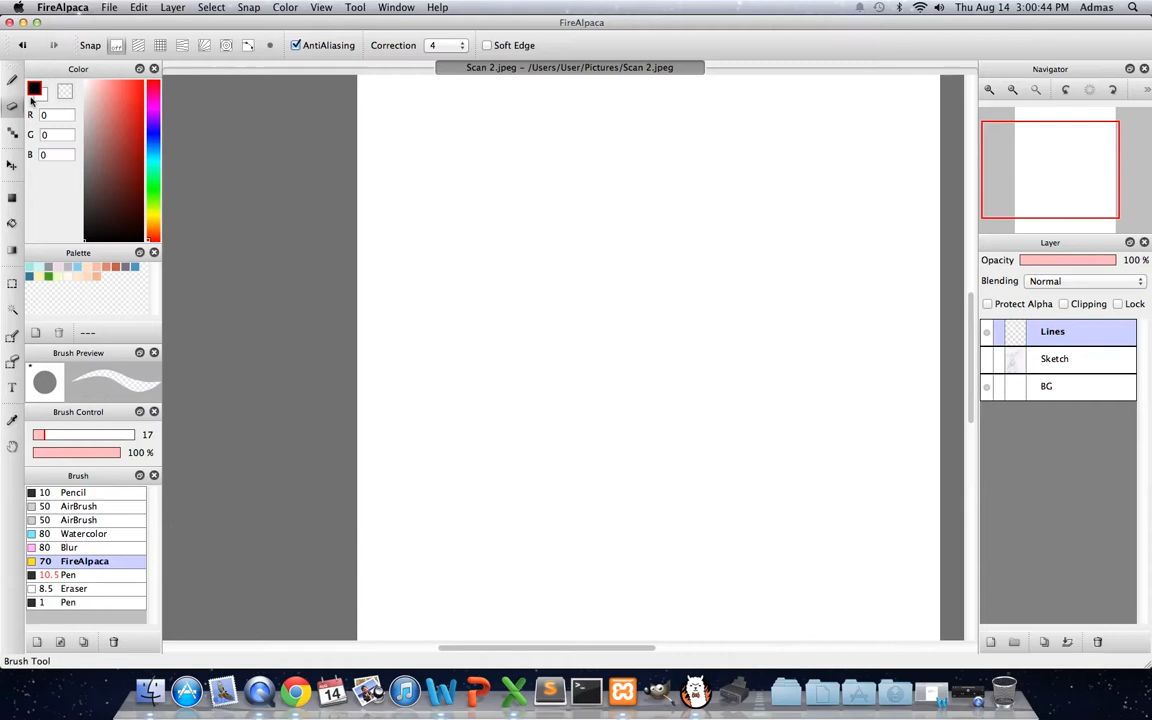 FireAlpaca File Edit Layer Select Snap Color View Tool Window Help Thu Aug 14 3:00:44 PM Admas
FireAlpaca
Snap off AntiAliasing Correction 4 Soft Edge
Scan 2.jpeg – /Users/User/Pictures/Scan 2.jpeg
Color
R 0
G 0
B 0
Palette
---
Brush Preview
Brush Control
17
100 %
Brush
10 Pencil
50 AirBrush
50 AirBrush
80 Watercolor
80 Blur
70 FireAlpaca
10.5 Pen
8.5 Eraser
1 Pen
Brush Tool
Navigator
Layer
Opacity 100 %
Blending Normal
Protect Alpha Clipping Lock
Lines
Sketch
BG
14